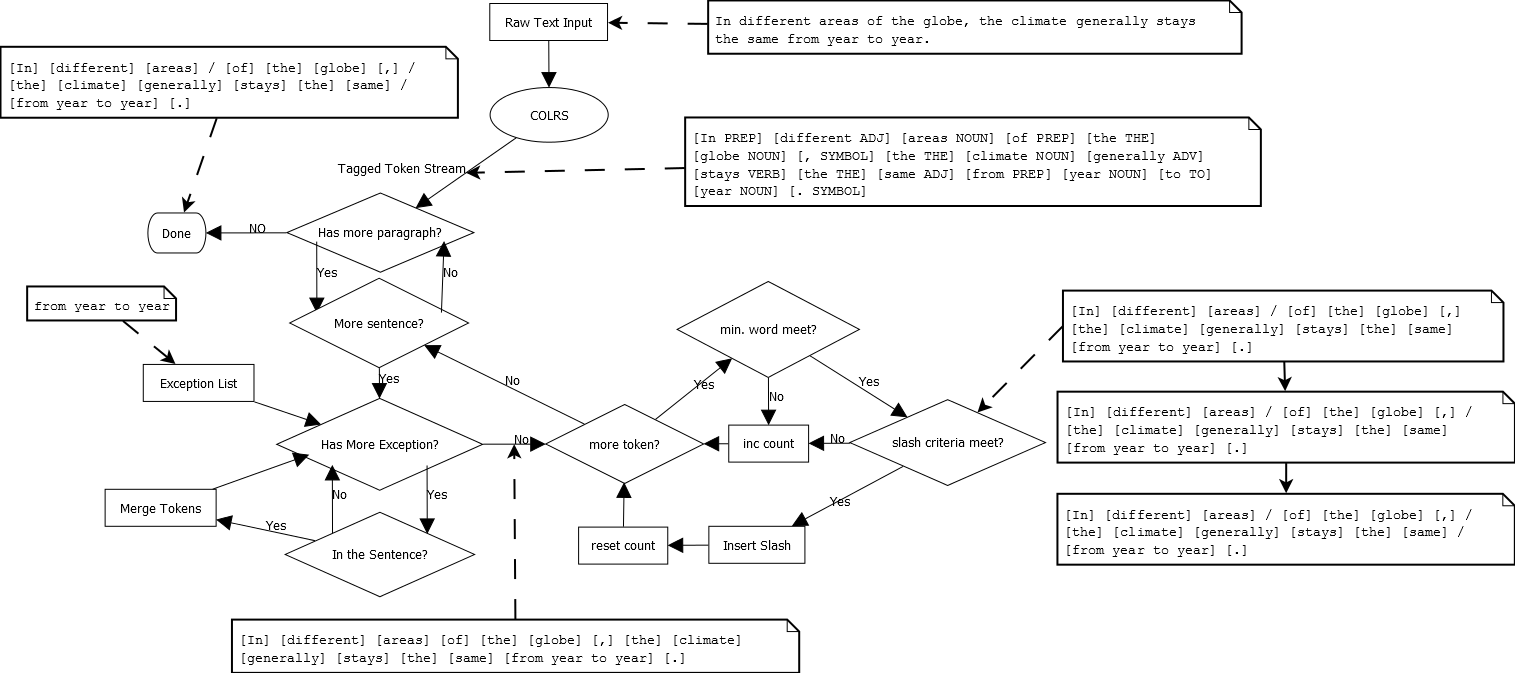 Raw Text Input
In different areas of the globe, the climate generally stays
the same from year to year.
[In] [different] [areas] / [of] [the] [globe] [,] /
[the] [climate] [generally] [stays] [the] [same] /
[from year to year] [.]
COLRS
[In PREP] [different ADJ] [areas NOUN] [of PREP] [the THE]
[globe NOUN] [, SYMBOL] [the THE] [climate NOUN] [generally ADV]
[stays VERB] [the THE] [same ADJ] [from PREP] [year NOUN] [to TO]
[year NOUN] [. SYMBOL]
Tagged Token Stream
Done
NO
Has more paragraph?
Yes
No
from year to year
More sentence?
min. word meet?
[In] [different] [areas] / [of] [the] [globe] [,]
[the] [climate] [generally] [stays] [the] [same]
[from year to year] [.]
Exception List
Yes
No
Yes
No
Yes
[In] [different] [areas] / [of] [the] [globe] [,] /
[the] [climate] [generally] [stays] [the] [same]
[from year to year] [.]
Has More Exception?
No
more token?
inc count
No
slash criteria meet?
Merge Tokens
No
Yes
Yes
Yes
In the Sentence?
reset count
Insert Slash
[In] [different] [areas] / [of] [the] [globe] [,] /
[the] [climate] [generally] [stays] [the] [same] /
[from year to year] [.]
[In] [different] [areas] [of] [the] [globe] [,] [the] [climate]
[generally] [stays] [the] [same] [from year to year] [.]